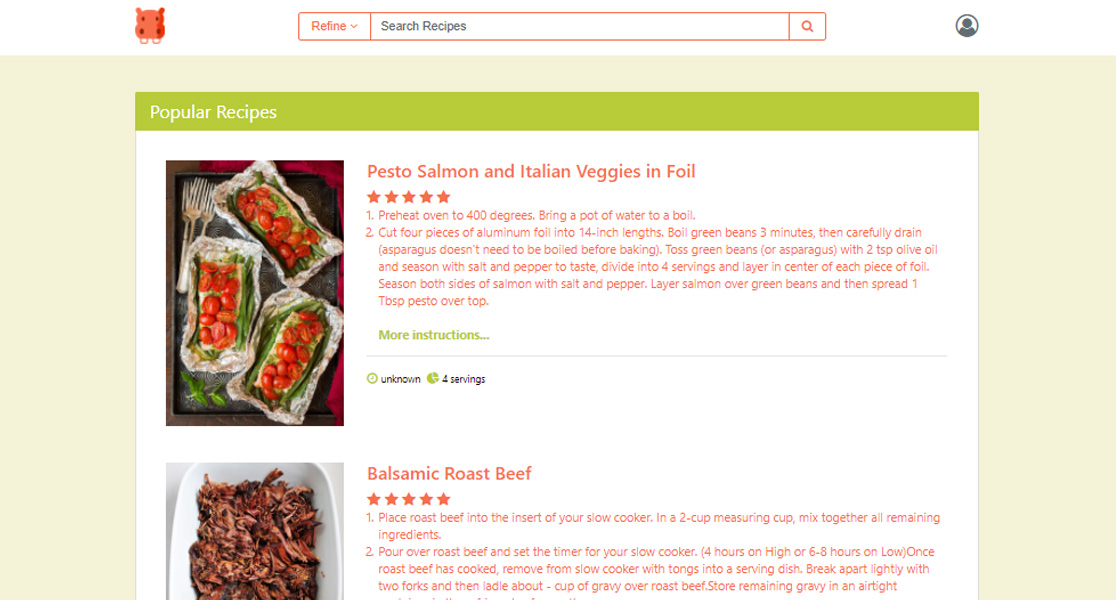 Refine
Search Recipes
Popular Recipes
Pesto Salmon and Italian Veggies in Foil
1. Preheat oven to 400 degrees. Bring a pot of water to a boil.
2. Cut four pieces of aluminum foil into 14-inch lengths. Boil green beans 3 minutes, then carefully drain
(asparagus doesn't need to be boiled before baking). Toss green beans (or asparagus) with 2 tsp olive oil
and season with salt and pepper to taste, divide into 4 servings and layer in center of each piece of foil.
Season both sides of salmon with salt and pepper. Layer salmon over green beans and then spread 1
Tbsp pesto over top.
More instructions...
unknown 4 servings
Balsamic Roast Beef
1. Place roast beef into the insert of your slow cooker. In a 2-cup measuring cup, mix together all remaining
ingredients.
2. Pour over roast beef and set the timer for your slow cooker. (4 hours on High or 6-8 hours on Low)Once
roast beef has cooked, remove from slow cooker with tongs into a serving dish. Break apart lightly with
two forks and then ladle about - cup of gravy over roast beef.Store remaining gravy in an airtight